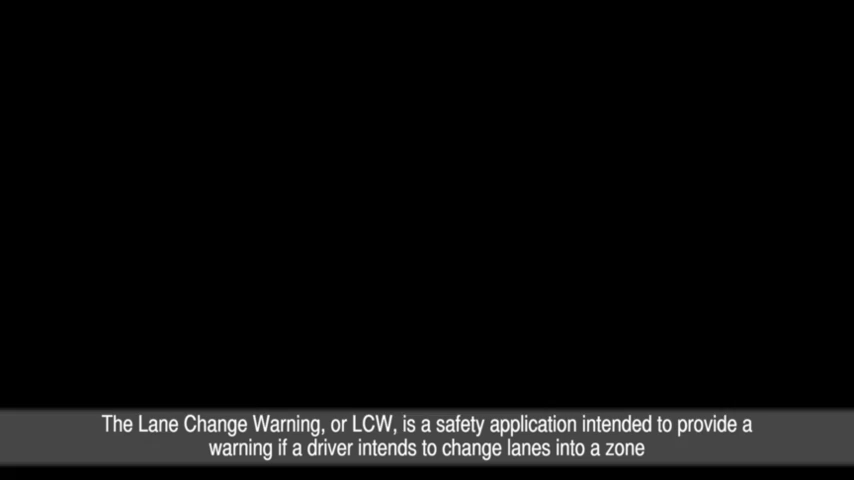 The Lane Change Warning, or LCW, is a safety application intended to provide a
warning if a driver intends to change lanes into a zone